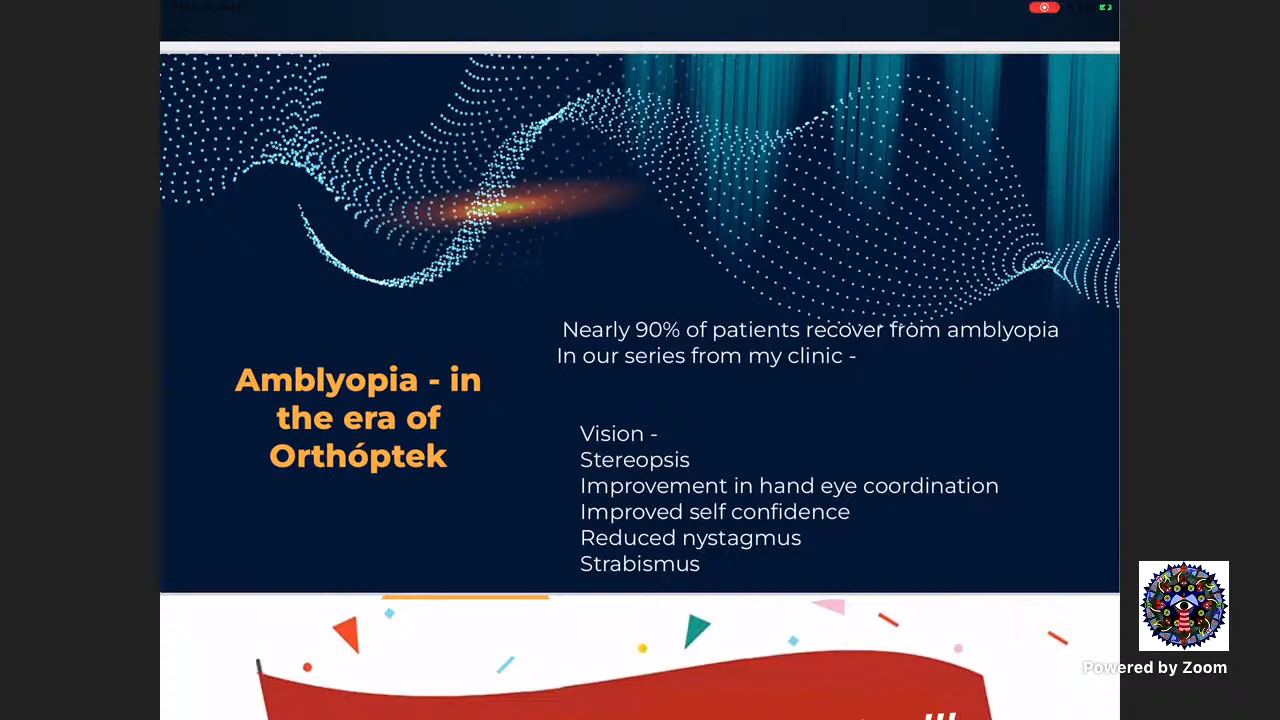 Nearly 90% of patients recover from amblyopia
In our series from my clinic -
Amblyopia - in
the era of
Orthóptek
Vision -
Stereopsis
Improvement in hand eye coordination
Improved self confidence
Reduced nystagmus
Strabismus
Powered by Zoom